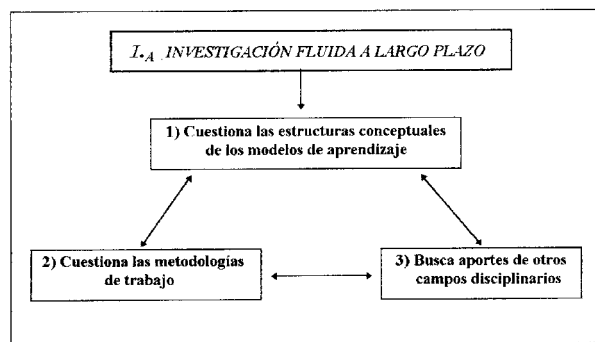 I.A INVESTIGACIÓN FLUIDA A LARGO PLAZO
1) Cuestiona las estructuras conceptuales
de los modelos de aprendizaje
2) Cuestiona las metodologías
de trabajo
3) Busca aportes de otros
campos disciplinarios